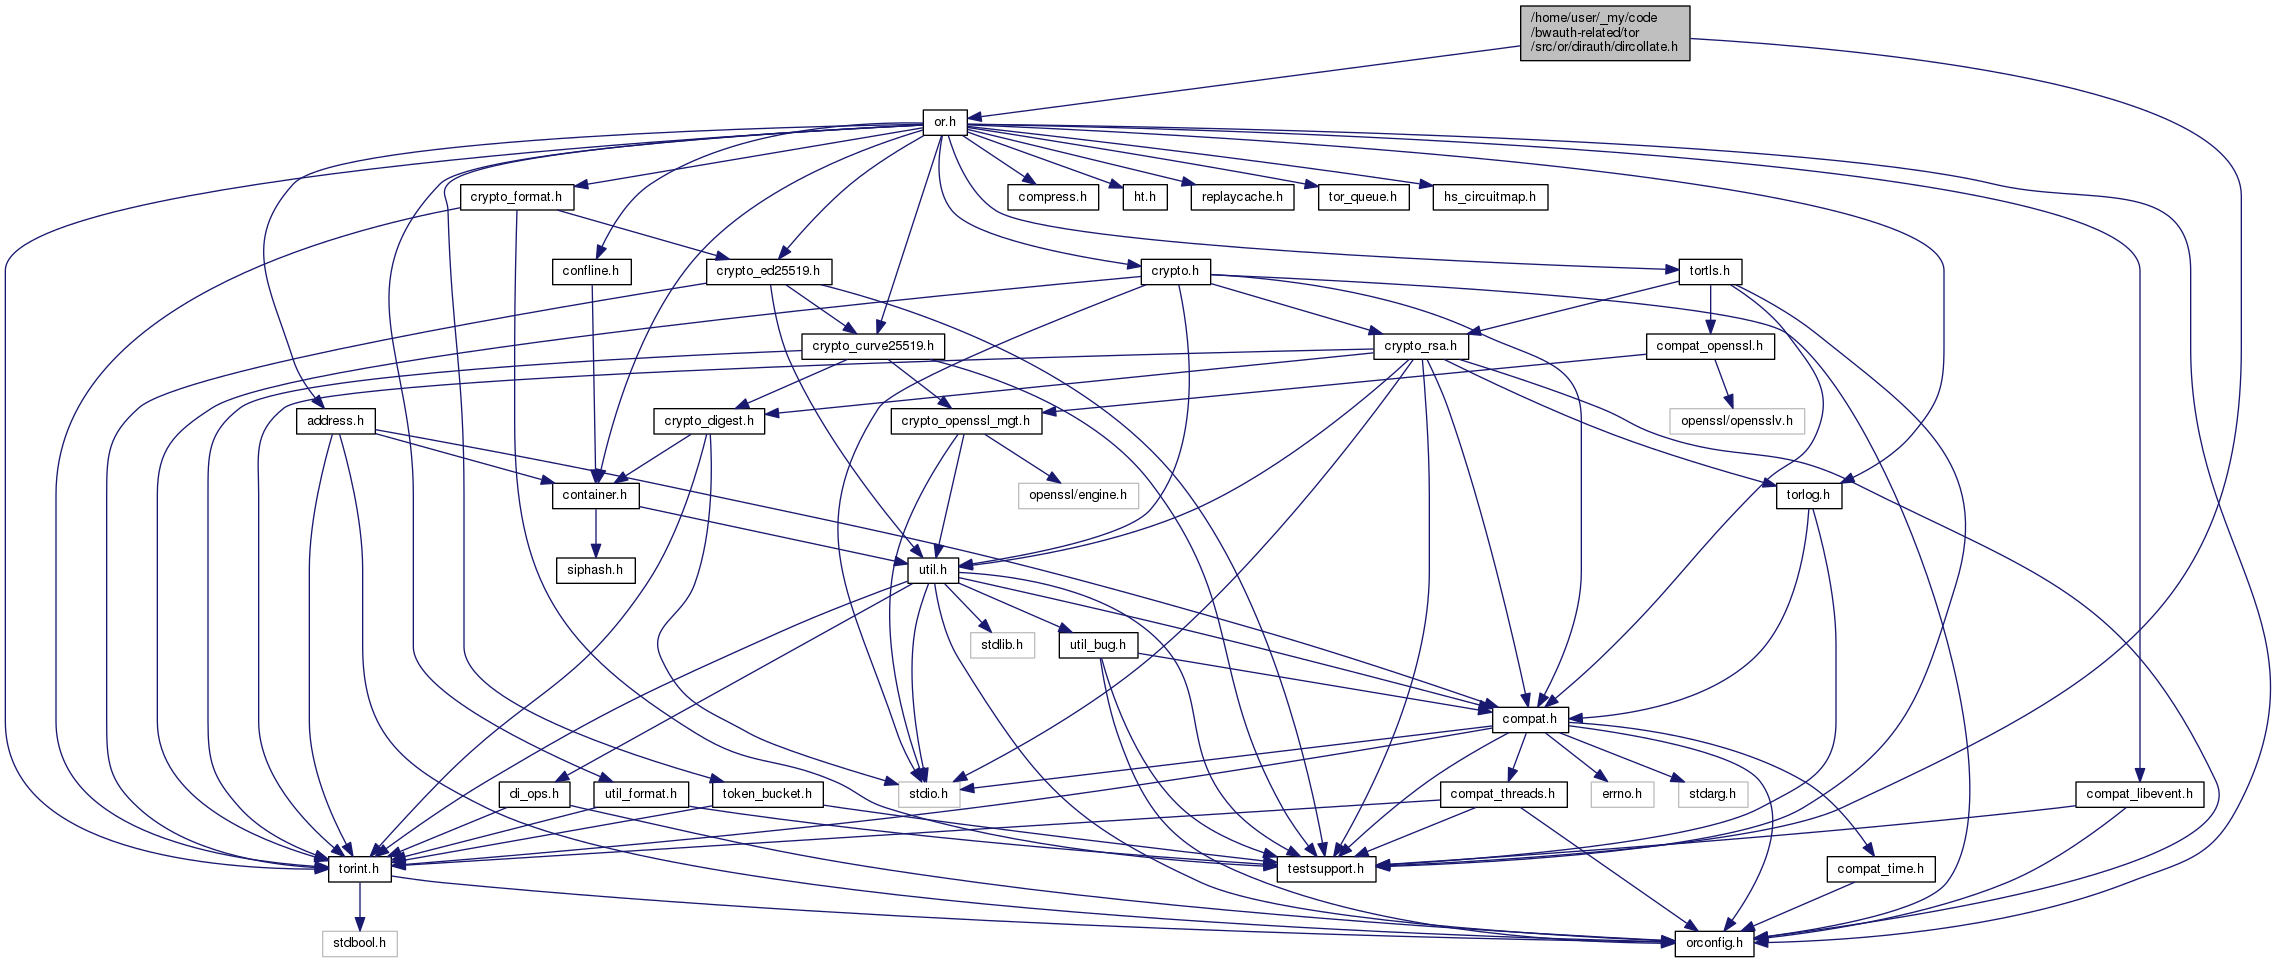 /home/user/_my/code
/bwauth-related/tor
/src/or/dirauth/dircollate.h
or.h
crypto_format.h
compress.h
ht.h
replaycache.h
tor_queue.h
hs_circuitmap.h
confline.h
crypto_ed25519.h
crypto.h
tortls.h
crypto_curve25519.h
crypto_rsa.h
compat_openssl.h
address.h
crypto_digest.h
crypto_openssl_mgt.h
openssl/opensslv.h
container.h
openssl/engine.h
torlog.h
siphash.h
util.h
stdlib.h
util_bug.h
compat.h
di_ops.h
util_format.h
token_bucket.h
stdio.h
compat_threads.h
errno.h
stdarg.h
compat_libevent.h
torint.h
testsupport.h
compat_time.h
stdbool.h
orconfig.h